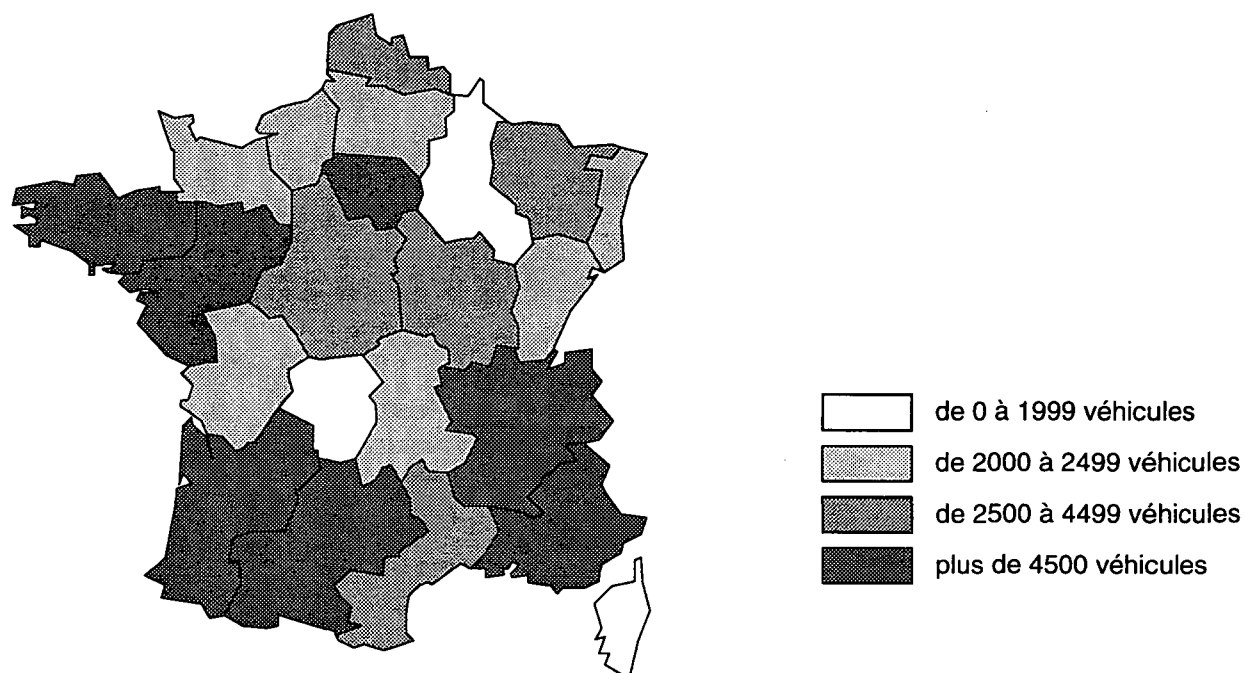 de 0 à 1999 véhicules
de 2000 à 2499 véhicules
de 2500 à 4499 véhicules
plus de 4500 véhicules